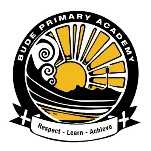 BUDE PRIMARY ACADEMY
Respect - Learn - Achieve